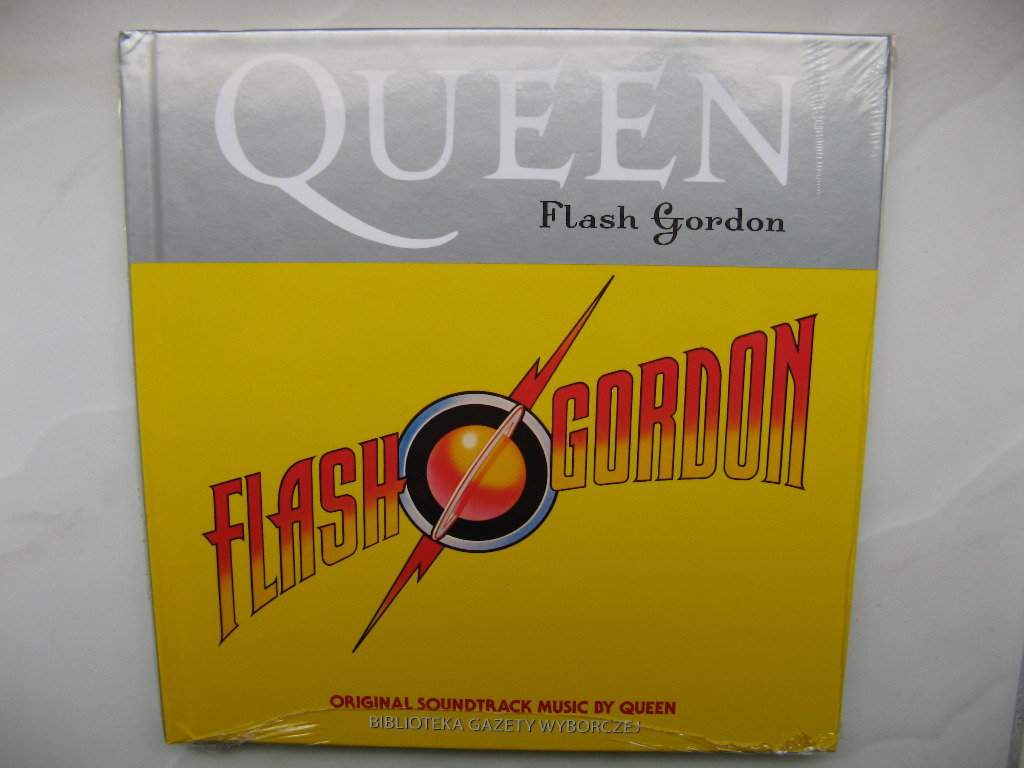 QUEEN
Flash Gordon
FLASH GORDON
ORIGINAL SOUNDTRACK MUSIC BY QUEEN
BIBLIOTEKA GAZETY WYBORCZEJ